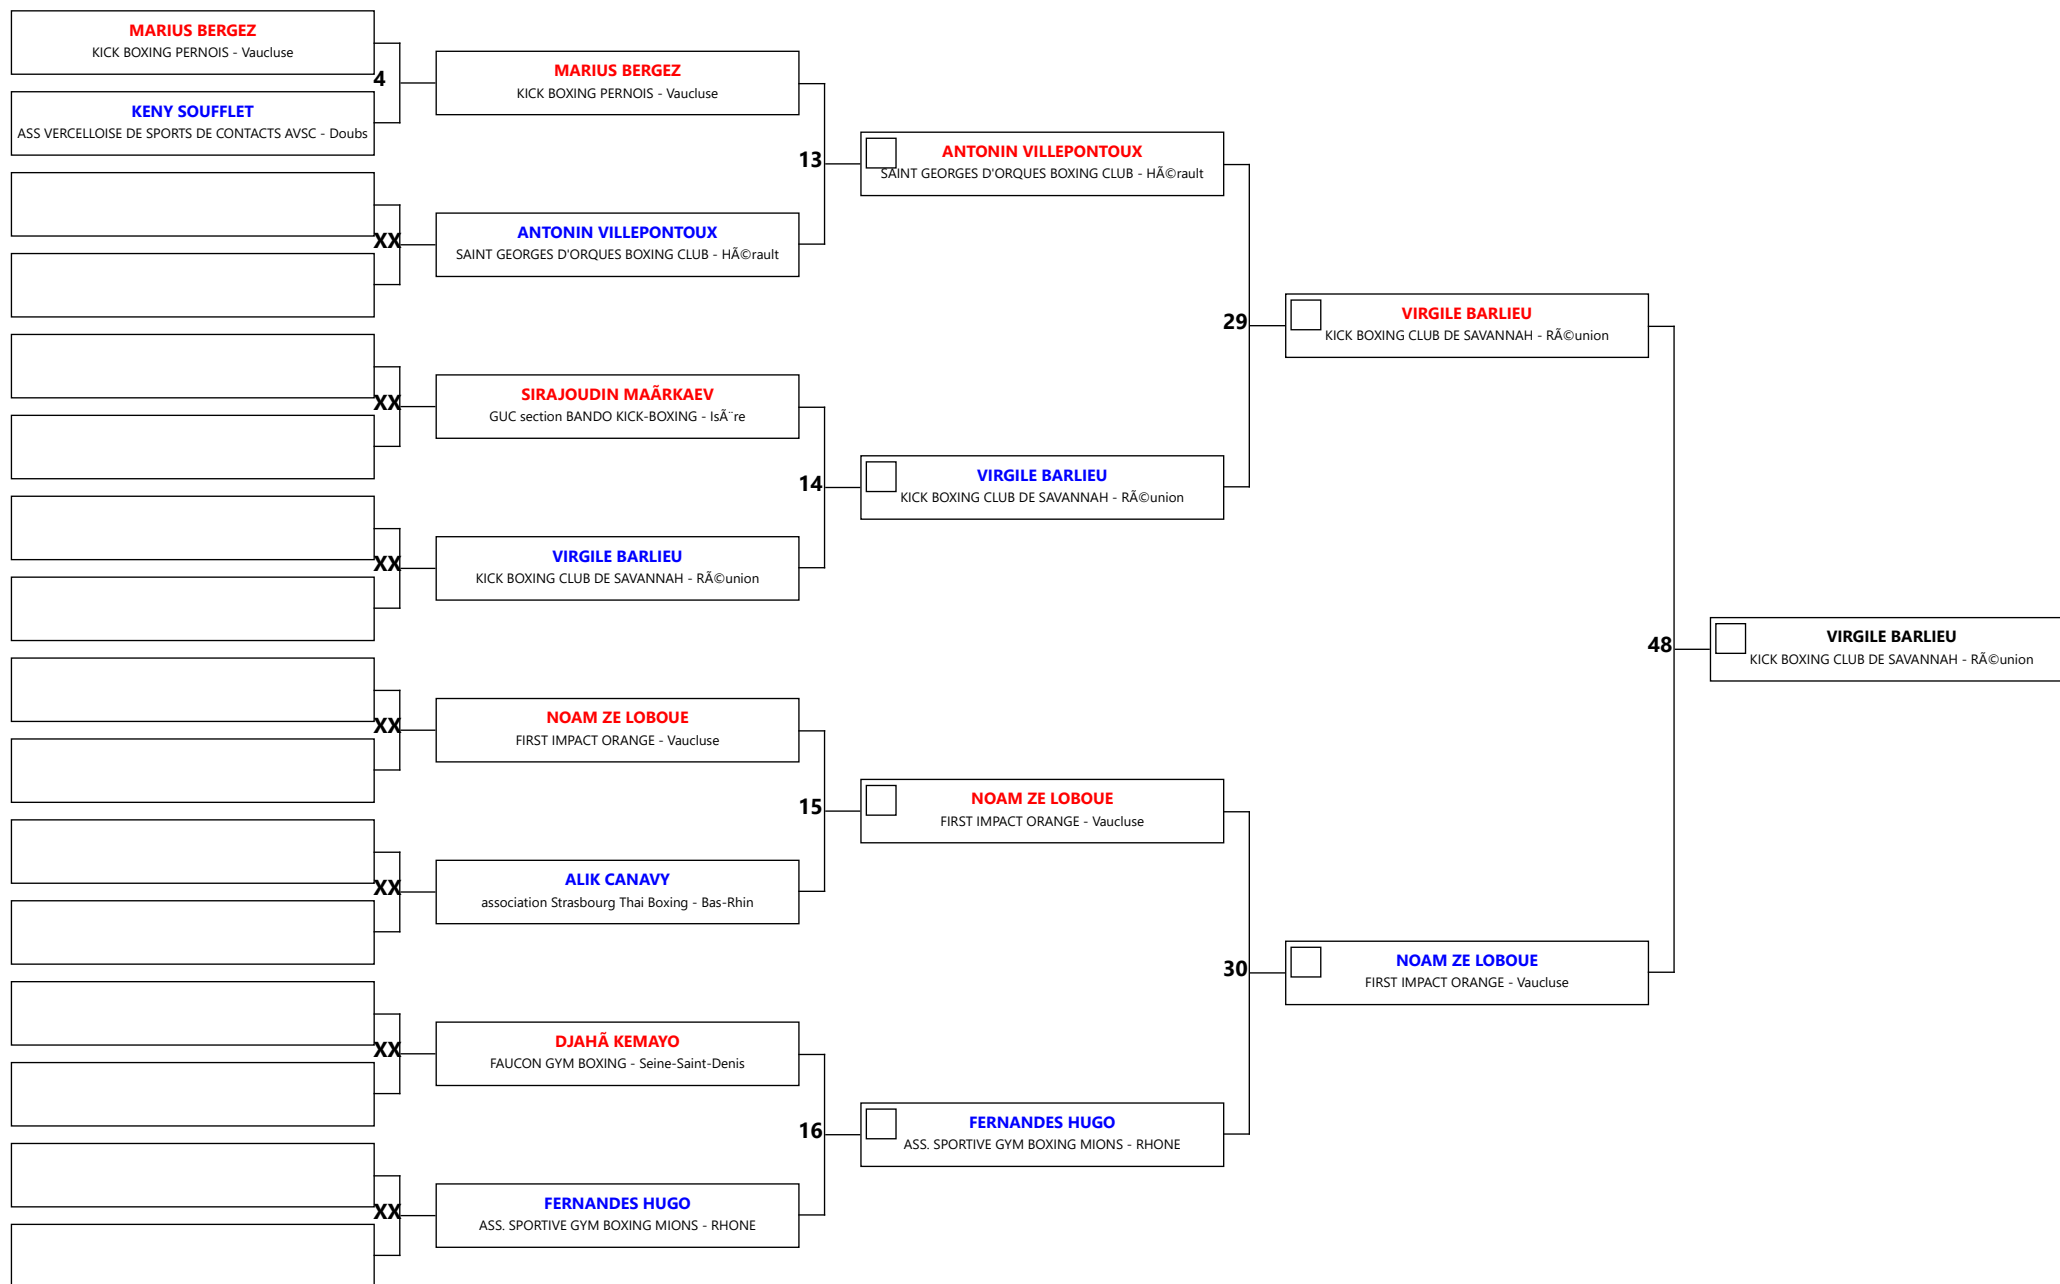 MARIUS BERGEZ
KICK BOXING PERNOIS - Vaucluse
4
KENY SOUFFLET
ASS VERCELLOISE DE SPORTS DE CONTACTS AVSC - Doubs
XX
XX
XX
XX
XX
XX
XX
MARIUS BERGEZ
KICK BOXING PERNOIS - Vaucluse
13
ANTONIN VILLEPONTOUX
SAINT GEORGES D'ORQUES BOXING CLUB - HÃ©rault
SIRAJOUDIN MAÃRKAEV
GUC section BANDO KICK-BOXING - IsÃ¨re
14
VIRGILE BARLIEU
KICK BOXING CLUB DE SAVANNAH - RÃ©union
NOAM ZE LOBOUE
FIRST IMPACT ORANGE - Vaucluse
15
ALIK CANAVY
association Strasbourg Thai Boxing - Bas-Rhin
DJAHÃ KEMAYO
FAUCON GYM BOXING - Seine-Saint-Denis
16
FERNANDES HUGO
ASS. SPORTIVE GYM BOXING MIONS - RHONE
ANTONIN VILLEPONTOUX
SAINT GEORGES D'ORQUES BOXING CLUB - HÃ©rault
29
VIRGILE BARLIEU
KICK BOXING CLUB DE SAVANNAH - RÃ©union
NOAM ZE LOBOUE
FIRST IMPACT ORANGE - Vaucluse
30
FERNANDES HUGO
ASS. SPORTIVE GYM BOXING MIONS - RHONE
VIRGILE BARLIEU
KICK BOXING CLUB DE SAVANNAH - RÃ©union
48
NOAM ZE LOBOUE
FIRST IMPACT ORANGE - Vaucluse
VIRGILE BARLIEU
KICK BOXING CLUB DE SAVANNAH - RÃ©union